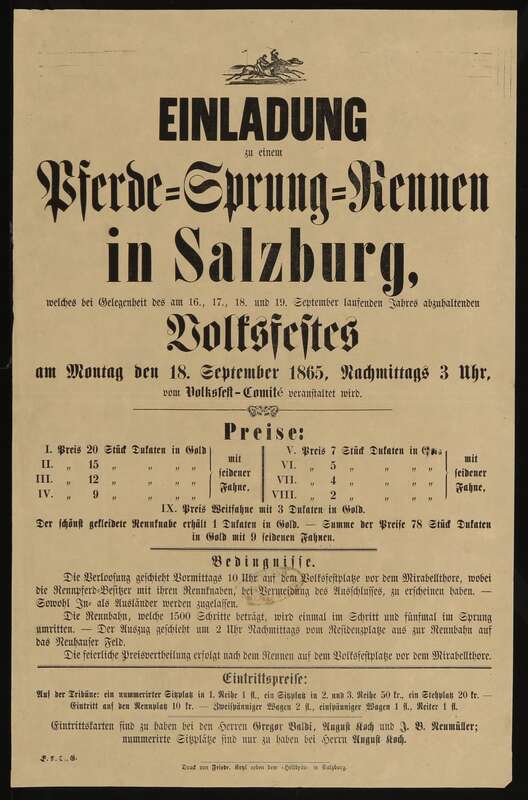 EINLADUNG
zu einem
Pferde=Sprung=Rennen
in Salzburg,
welches bei Gelegenheit des am 16., 17., 18. und 19. September laufenden Jahres abzuhaltenden
Volksfestes
am Montag den 18. September 1865, Nachmittags 3 Uhr,
vom Volksfest-Comité veranstaltet wird.
Preise:
I. Preis 20 Stück Dukaten in Gold
II. „ 15 „ „ „ „
III. „ 12 „ „ „ „
IV. „ 9 „ „ „ „
mit
seidener
Fahne.
V. Preis 7 Stück Dukaten in Gold
VI. „ 5 „ „ „ „
VII. „ 4 „ „ „ „
VIII. „ 2 „ „ „ „
mit
seidener
Fahne.
IX. Preis Weitfahne mit 3 Dukaten in Gold.
Der schönst gekleidete Rennknabe erhält 1 Dukaten in Gold. — Summe der Preise 78 Stück Dukaten
in Gold mit 9 seidenen Fahnen.
Bedingnisse.
Die Verloosung geschieht Vormittags 10 Uhr auf dem Volksfestplatze vor dem Mirabellthore, wobei
die Rennpferd-Besitzer mit ihren Rennknaben, bei Vermeidung des Ausschlusses, zu erscheinen haben. —
Sowohl In- als Ausländer werden zugelassen.
Die Rennbahn, welche 1500 Schritte beträgt, wird einmal im Schritt und fünfmal im Sprung
umritten. — Der Auszug geschieht um 2 Uhr Nachmittags vom Residenzplatze aus zur Rennbahn auf
das Neuhauser Feld.
Die feierliche Preisvertheilung erfolgt nach dem Rennen auf dem Volksfestplatze vor dem Mirabellthore.
Eintrittspreise:
Auf der Tribüne: ein nummerirter Sitzplatz in 1. Reihe 1 fl., ein Sitzplatz in 2. und 3. Reihe 50 kr., ein Stehplatz 20 kr. —
Eintritt auf den Rennplatz 10 kr. — Zweispänniger Wagen 2 fl., einspänniger Wagen 1 fl., Reiter 1 fl.
Eintrittskarten sind zu haben bei den Herren Gregor Baldi, August Koch und J. B. Neumüller;
nummerirte Sitzplätze sind nur zu haben bei Herrn August Koch.
Druck von Friedr. neben dem in Salzburg.